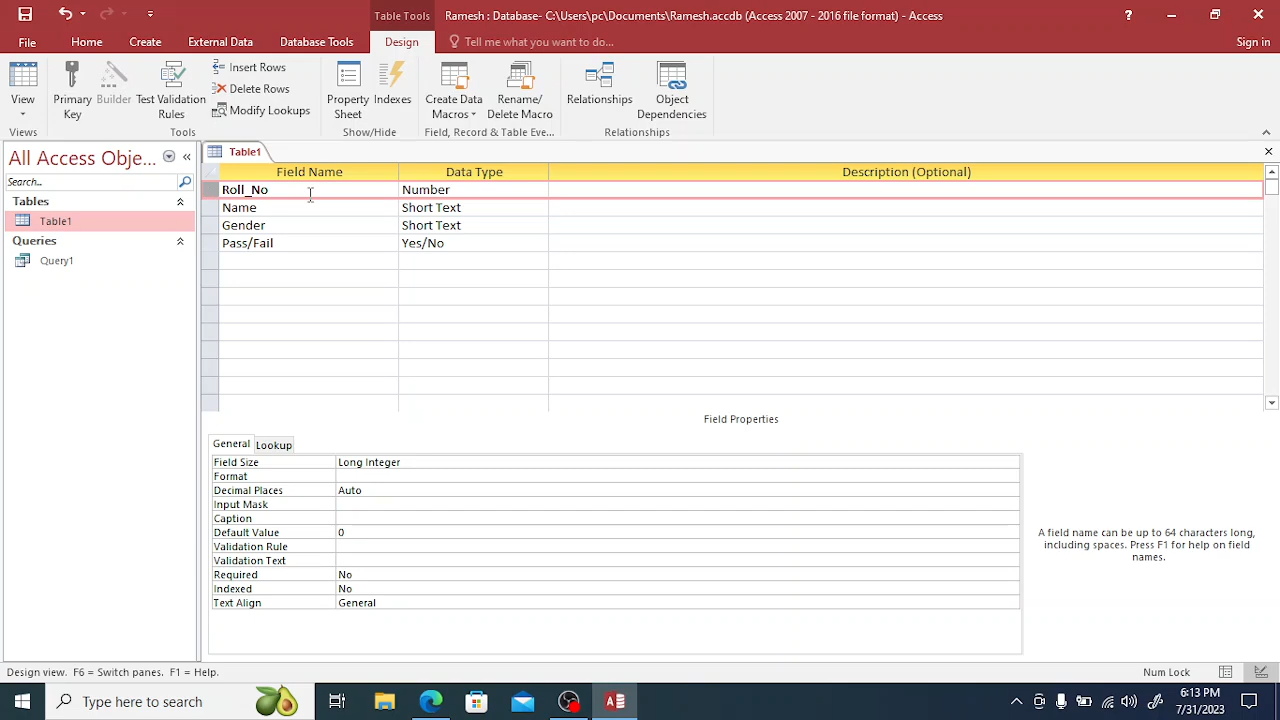 Table Tools
Ramesh : Database- C:\Users\pc\Documents\Ramesh.accdb (Access 2007 - 2016 file format) - Access
?
File
Home
Create
External Data
Database Tools
Design
Tell me what you want to do...
Sign in
View
Primary Key
Builder
Test Validation Rules
Insert Rows
Delete Rows
Modify Lookups
Property Sheet
Indexes
Create Data Macros
Rename/ Delete Macro
Relationships
Object Dependencies
Views
Tools
Show/Hide
Field, Record & Table Eve...
Relationships
All Access Obje...
Search...
Tables
Table1
Queries
Query1
Table1
Field Name Data Type Description (Optional)
Roll_No Number
Name Short Text
Gender Short Text
Pass/Fail Yes/No
Field Properties
General Lookup
Field Size Long Integer
Format
Decimal Places Auto
Input Mask
Caption
Default Value 0
Validation Rule
Validation Text
Required No
Indexed No
Text Align General
A field name can be up to 64 characters long,
including spaces. Press F1 for help on field
names.
Design view. F6 = Switch panes. F1 = Help.
Num Lock
Type here to search
6:13 PM
7/31/2023